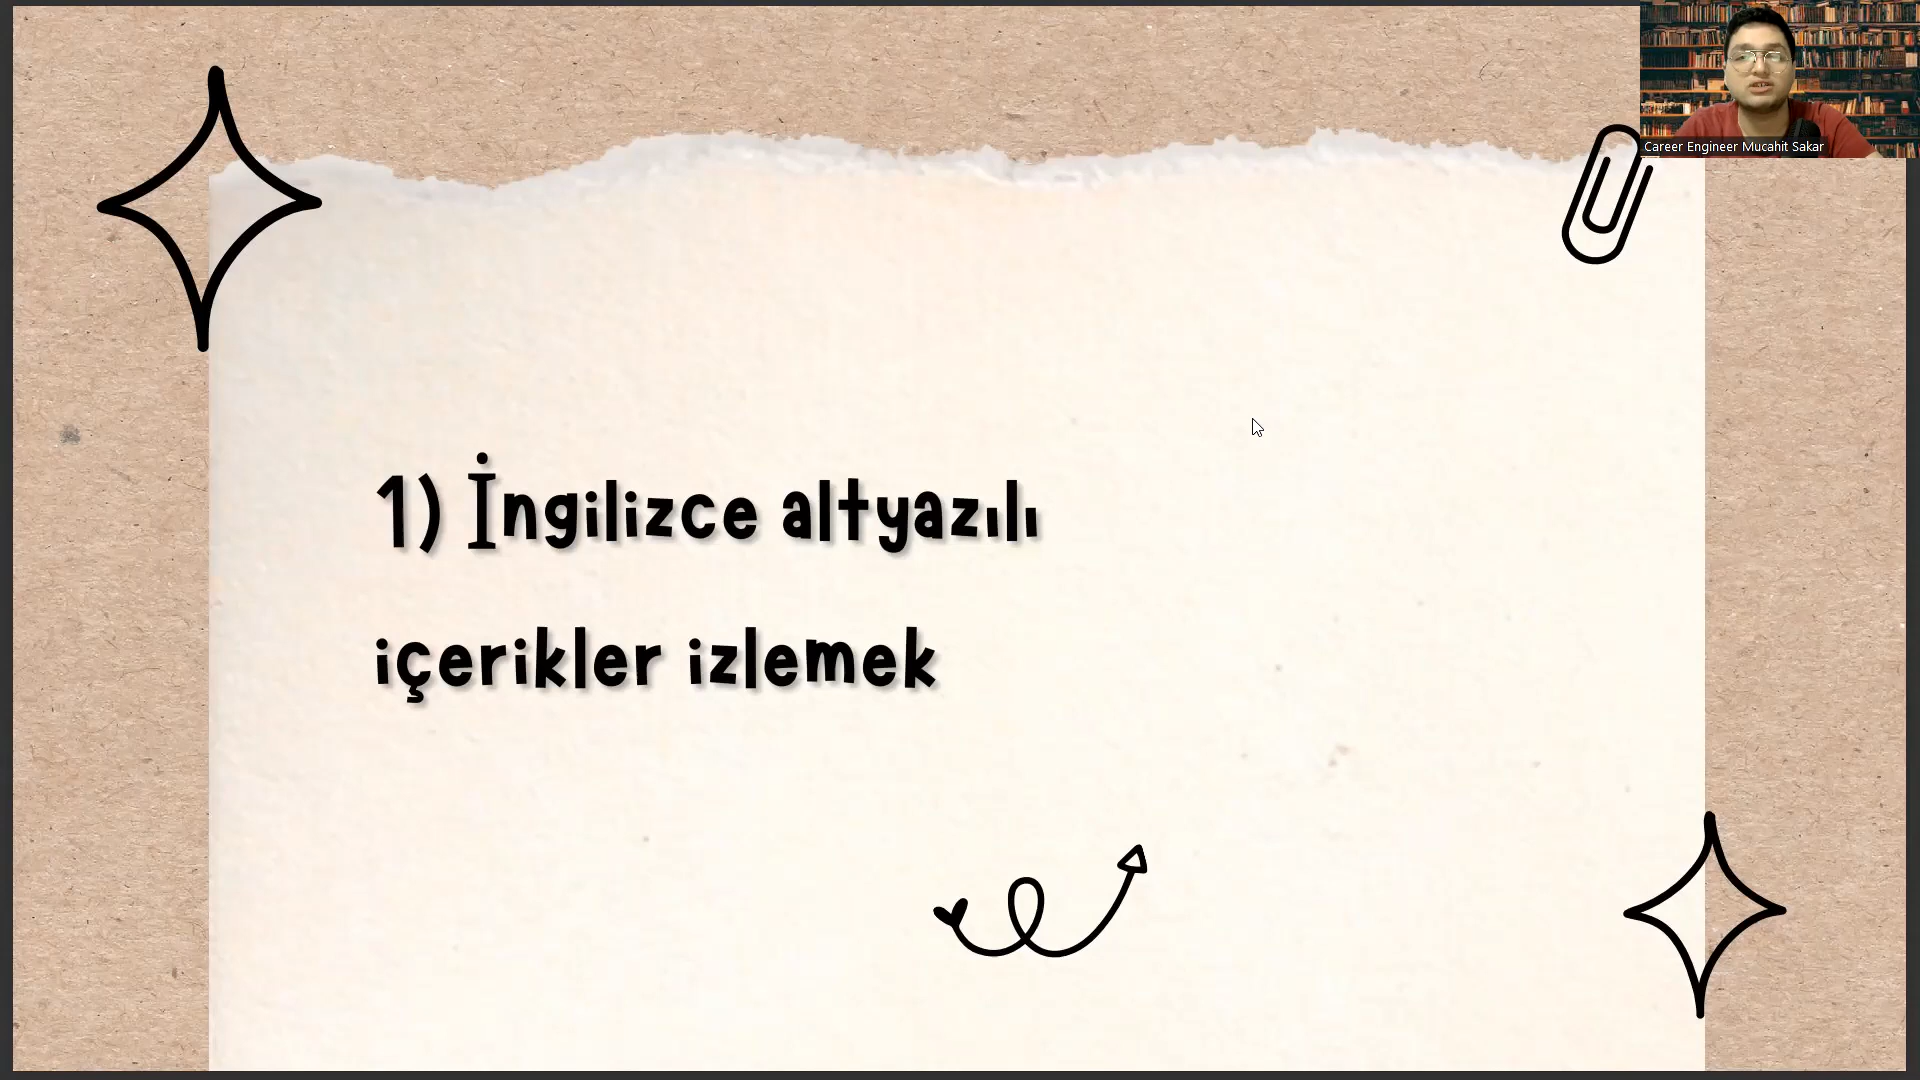 Career Engineer Mucahit Sakar
1) İngilizce altyazılı
içerikler izlemek